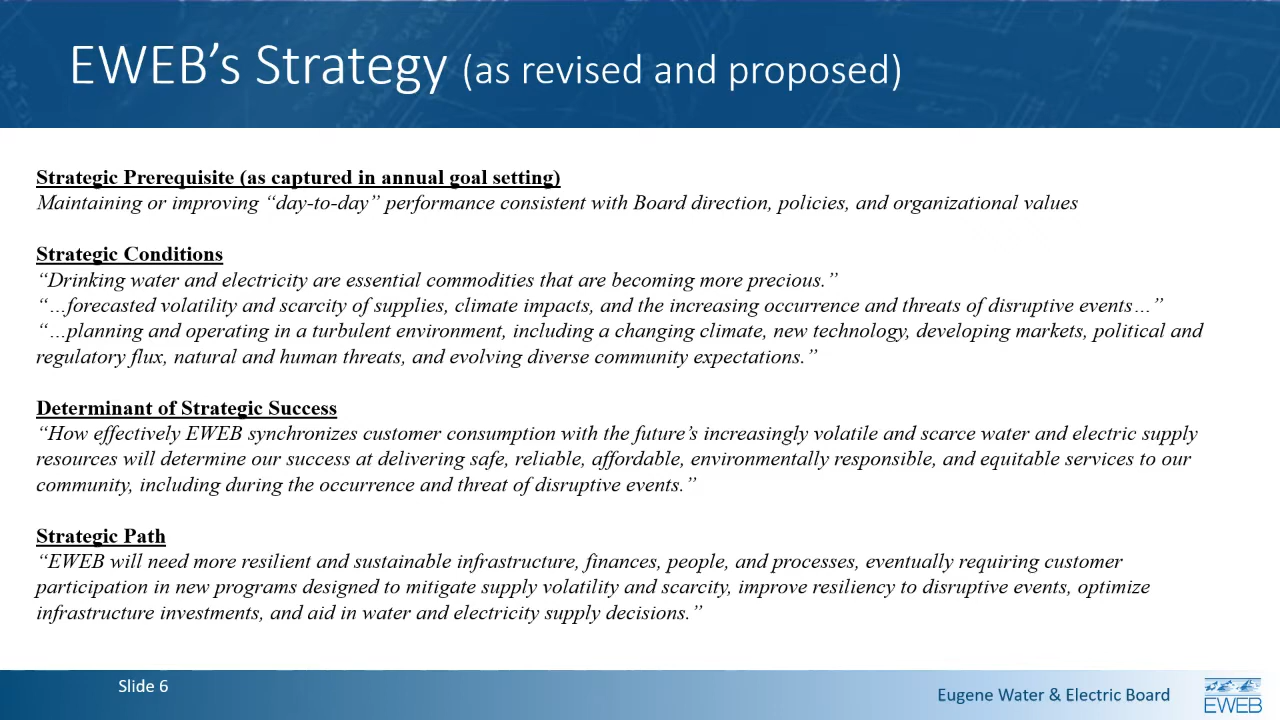 EWEB’s Strategy (as revised and proposed)
Strategic Prerequisite (as captured in annual goal setting)
Maintaining or improving “day-to-day” performance consistent with Board direction, policies, and organizational values
Strategic Conditions
“Drinking water and electricity are essential commodities that are becoming more precious.”
“…forecasted volatility and scarcity of supplies, climate impacts, and the increasing occurrence and threats of disruptive events…”
“…planning and operating in a turbulent environment, including a changing climate, new technology, developing markets, political and
regulatory flux, natural and human threats, and evolving diverse community expectations.”
Determinant of Strategic Success
“How effectively EWEB synchronizes customer consumption with the future’s increasingly volatile and scarce water and electric supply
resources will determine our success at delivering safe, reliable, affordable, environmentally responsible, and equitable services to our
community, including during the occurrence and threat of disruptive events.”
Strategic Path
“EWEB will need more resilient and sustainable infrastructure, finances, people, and processes, eventually requiring customer
participation in new programs designed to mitigate supply volatility and scarcity, improve resiliency to disruptive events, optimize
infrastructure investments, and aid in water and electricity supply decisions.”
Slide 6
Eugene Water & Electric Board
EWEB